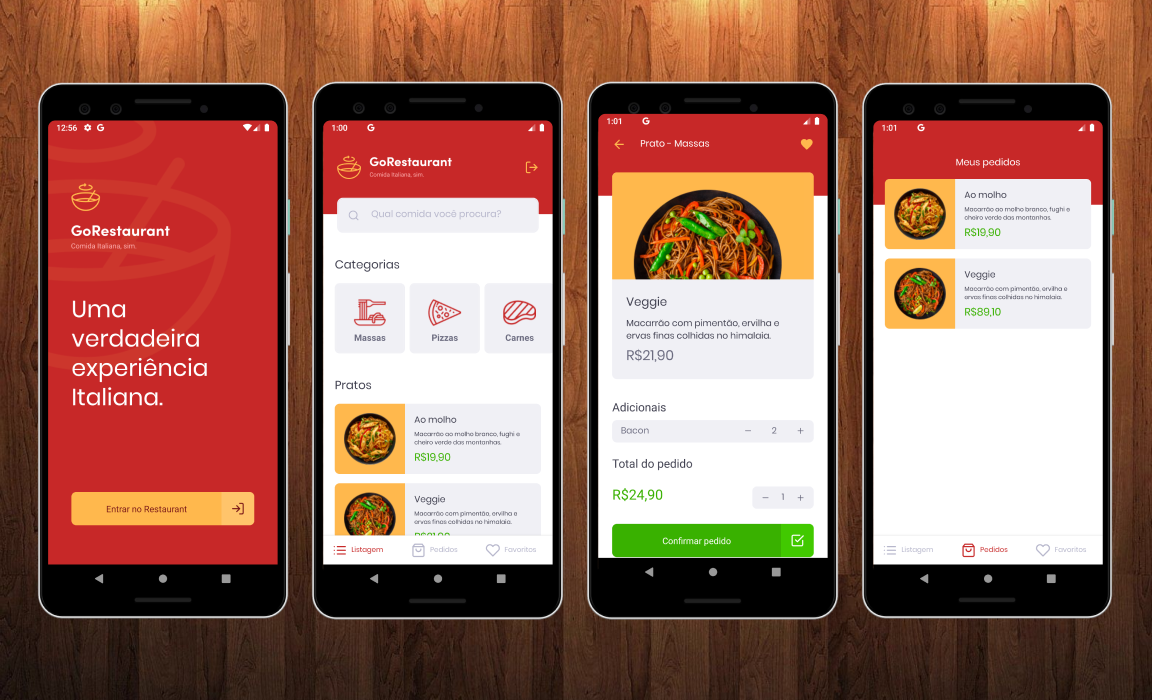 12:56
GoRestaurant
Comida Italiana, sim.
Uma
verdadeira
experiência
Italiana.
Entrar no Restaurant
1:00
GoRestaurant
Comida Italiana, sim.
Qual comida você procura?
Categorias
Massas
Pizzas
Carnes
Pratos
Ao molho
Macarrão ao molho branco, fughi e
cheiro verde das montanhas.
R$19,90
Veggie
Macarrão com pimentão, ervilha e
ervas finas colhidas no himalaia.
R$21,90
Listagem
Pedidos
Favoritos
1:01
Prato - Massas
Veggie
Macarrão com pimentão, ervilha e
ervas finas colhidas no himalaia.
R$21,90
Adicionais
Bacon − 2 +
Total do pedido
R$24,90 − 1 +
Confirmar pedido
1:01
Meus pedidos
Ao molho
Macarrão ao molho branco, fughi e
cheiro verde das montanhas.
R$19,90
Veggie
Macarrão com pimentão, ervilha e
ervas finas colhidas no himalaia.
R$89,10
Listagem
Pedidos
Favoritos